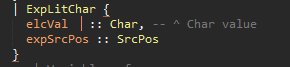 | ExpLitChar {
elcVal :: Char, -- ^ Char value
expSrcPos :: SrcPos
}